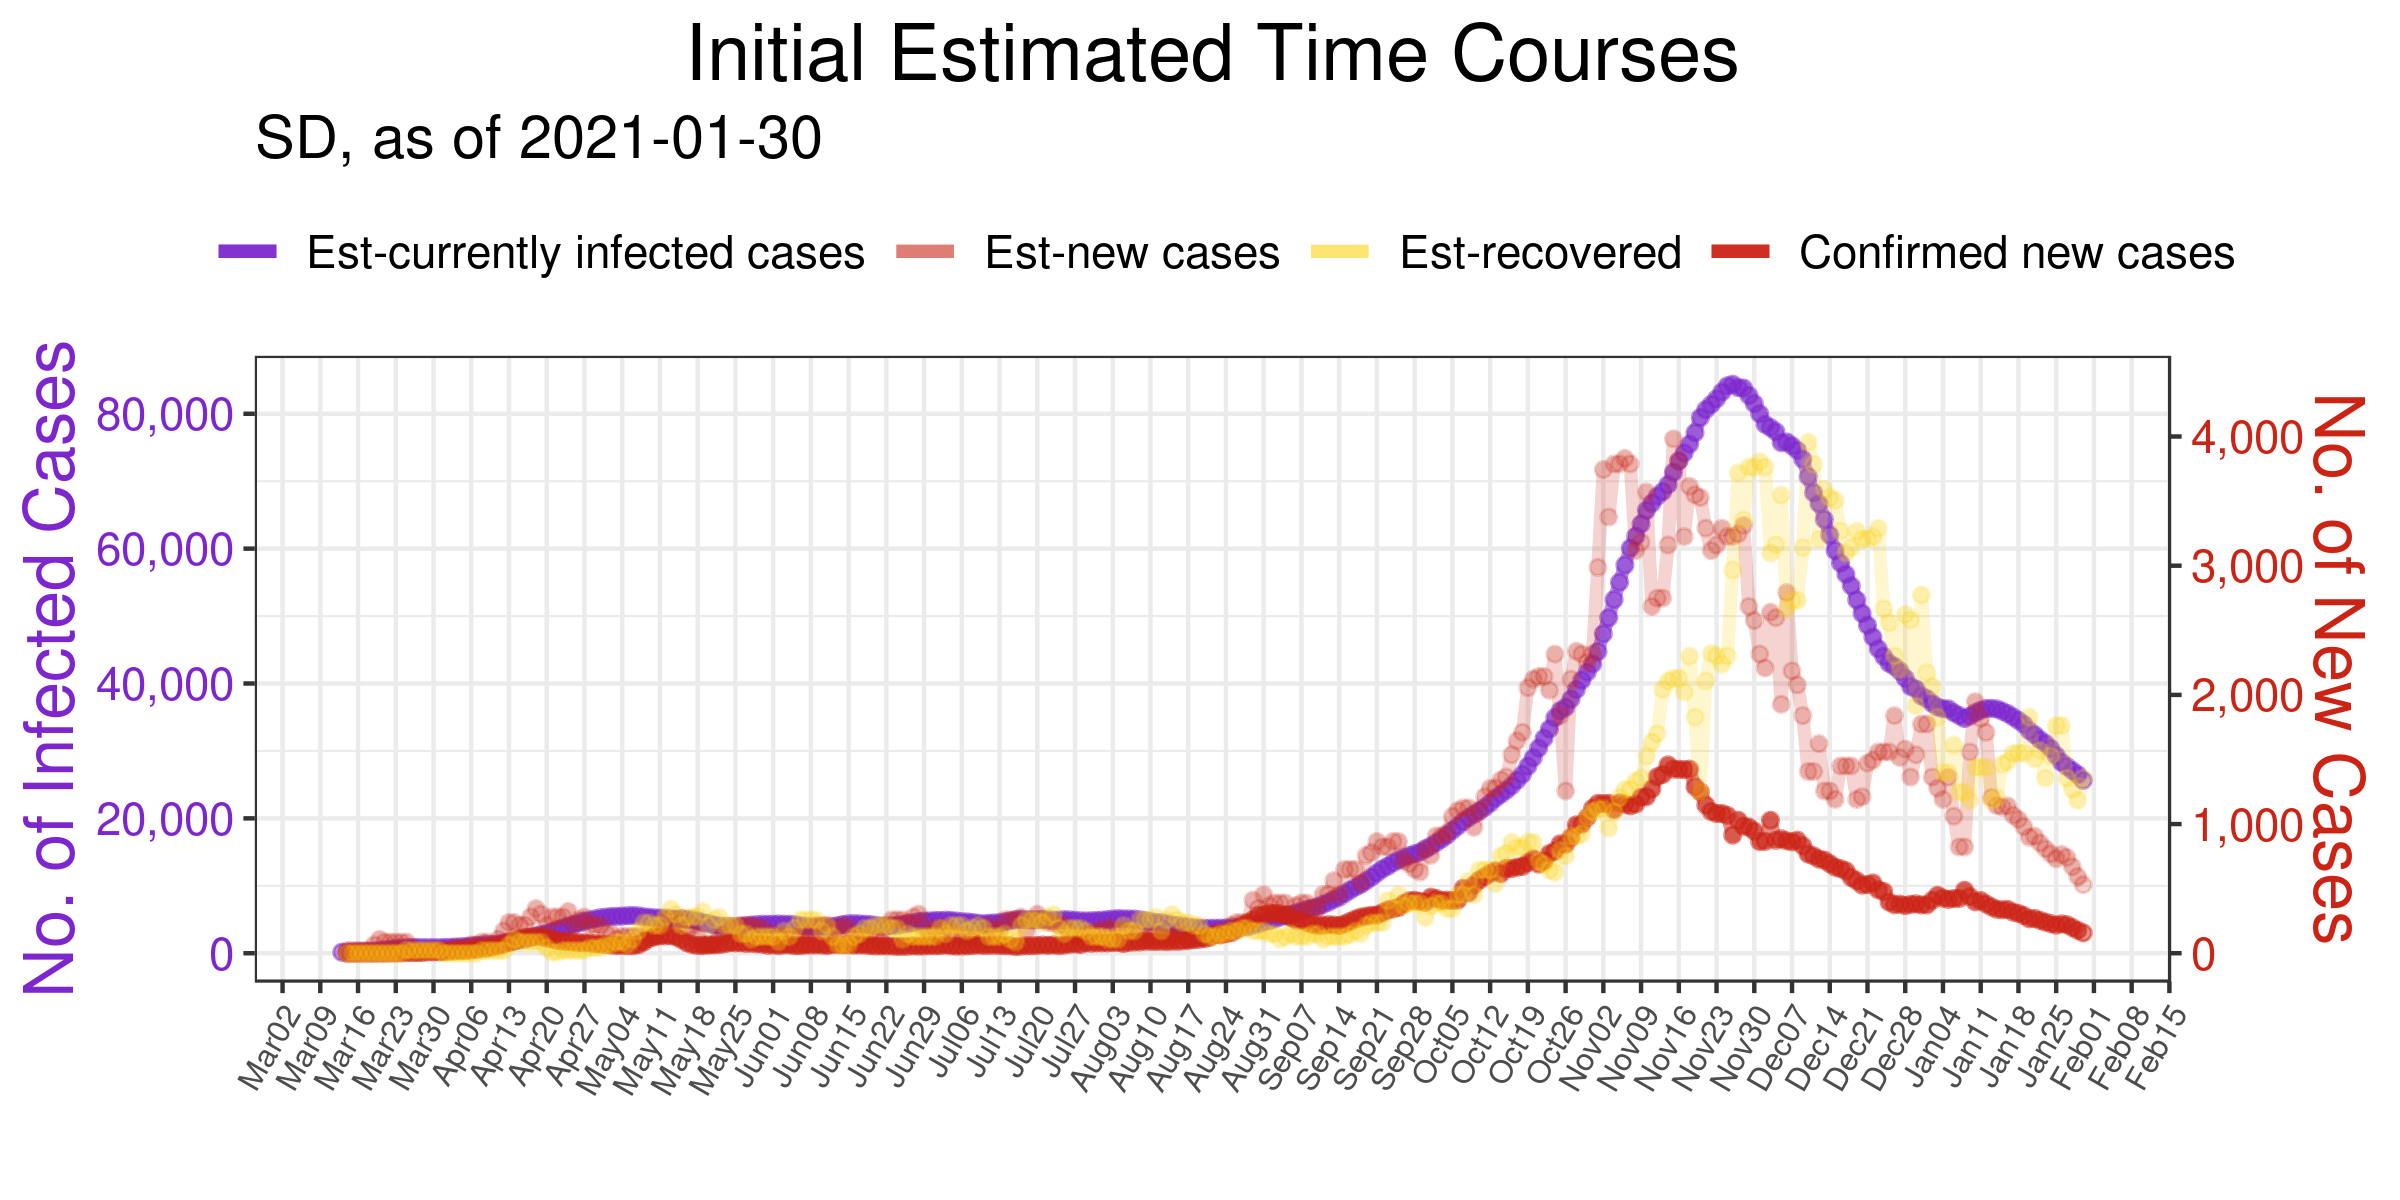 Initial Estimated Time Courses
SD, as of 2021-01-30
Est-currently infected cases
Est-new cases
Est-recovered
Confirmed new cases
No. of Infected Cases
80,000
60,000
40,000
20,000
0
No. of New Cases
4,000
3,000
2,000
1,000
0
Mar02
Mar09
Mar16
Mar23
Mar30
Apr06
Apr13
Apr20
Apr27
May04
May11
May18
May25
Jun01
Jun08
Jun15
Jun22
Jun29
Jul06
Jul13
Jul20
Jul27
Aug03
Aug10
Aug17
Aug24
Aug31
Sep07
Sep14
Sep21
Sep28
Oct05
Oct12
Oct19
Oct26
Nov02
Nov09
Nov16
Nov23
Nov30
Dec07
Dec14
Dec21
Dec28
Jan04
Jan11
Jan18
Jan25
Feb01
Feb08
Feb15